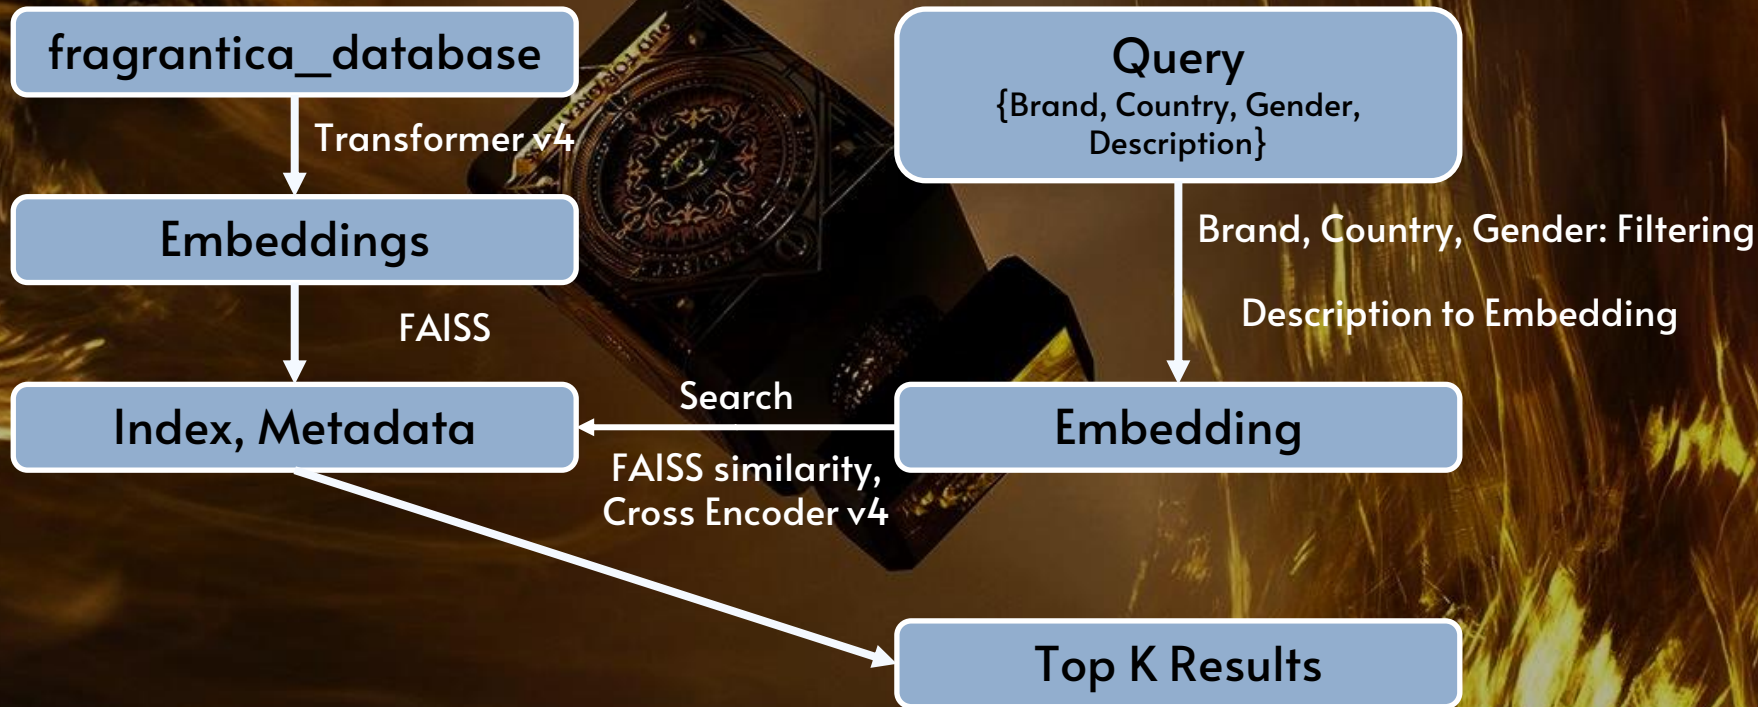 fragrantica_database
Transformer v4
Embeddings
FAISS
Index, Metadata
Query
{Brand, Country, Gender,
Description}
Brand, Country, Gender: Filtering
Description to Embedding
Embedding
Search
FAISS similarity,
Cross Encoder v4
Top K Results